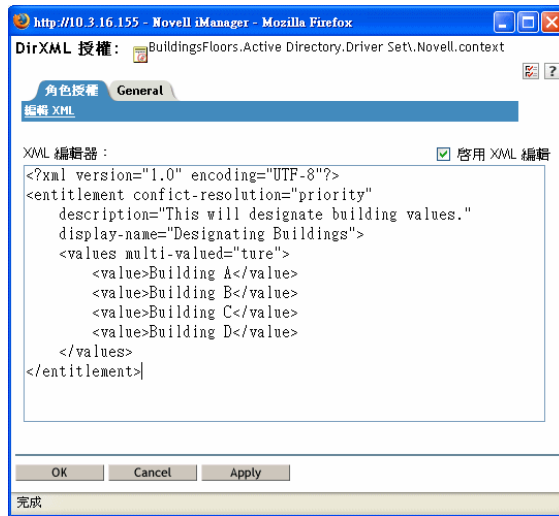 http://10.3.16.155 - Novell iManager - Mozilla Firefox
DirXML 授權: BuildingsFloors.Active Directory.Driver Set\.Novell.context
?
角色授權 General
編輯 XML
XML 編輯器: 啓用 XML 編輯
<?xml version="1.0" encoding="UTF-8"?>
<entitlement confict-resolution="priority"
description="This will designate building values."
display-name="Designating Buildings">
<values multi-valued="ture">
<value>Building A</value>
<value>Building B</value>
<value>Building C</value>
<value>Building D</value>
</values>
</entitlement>
OK Cancel Apply
完成